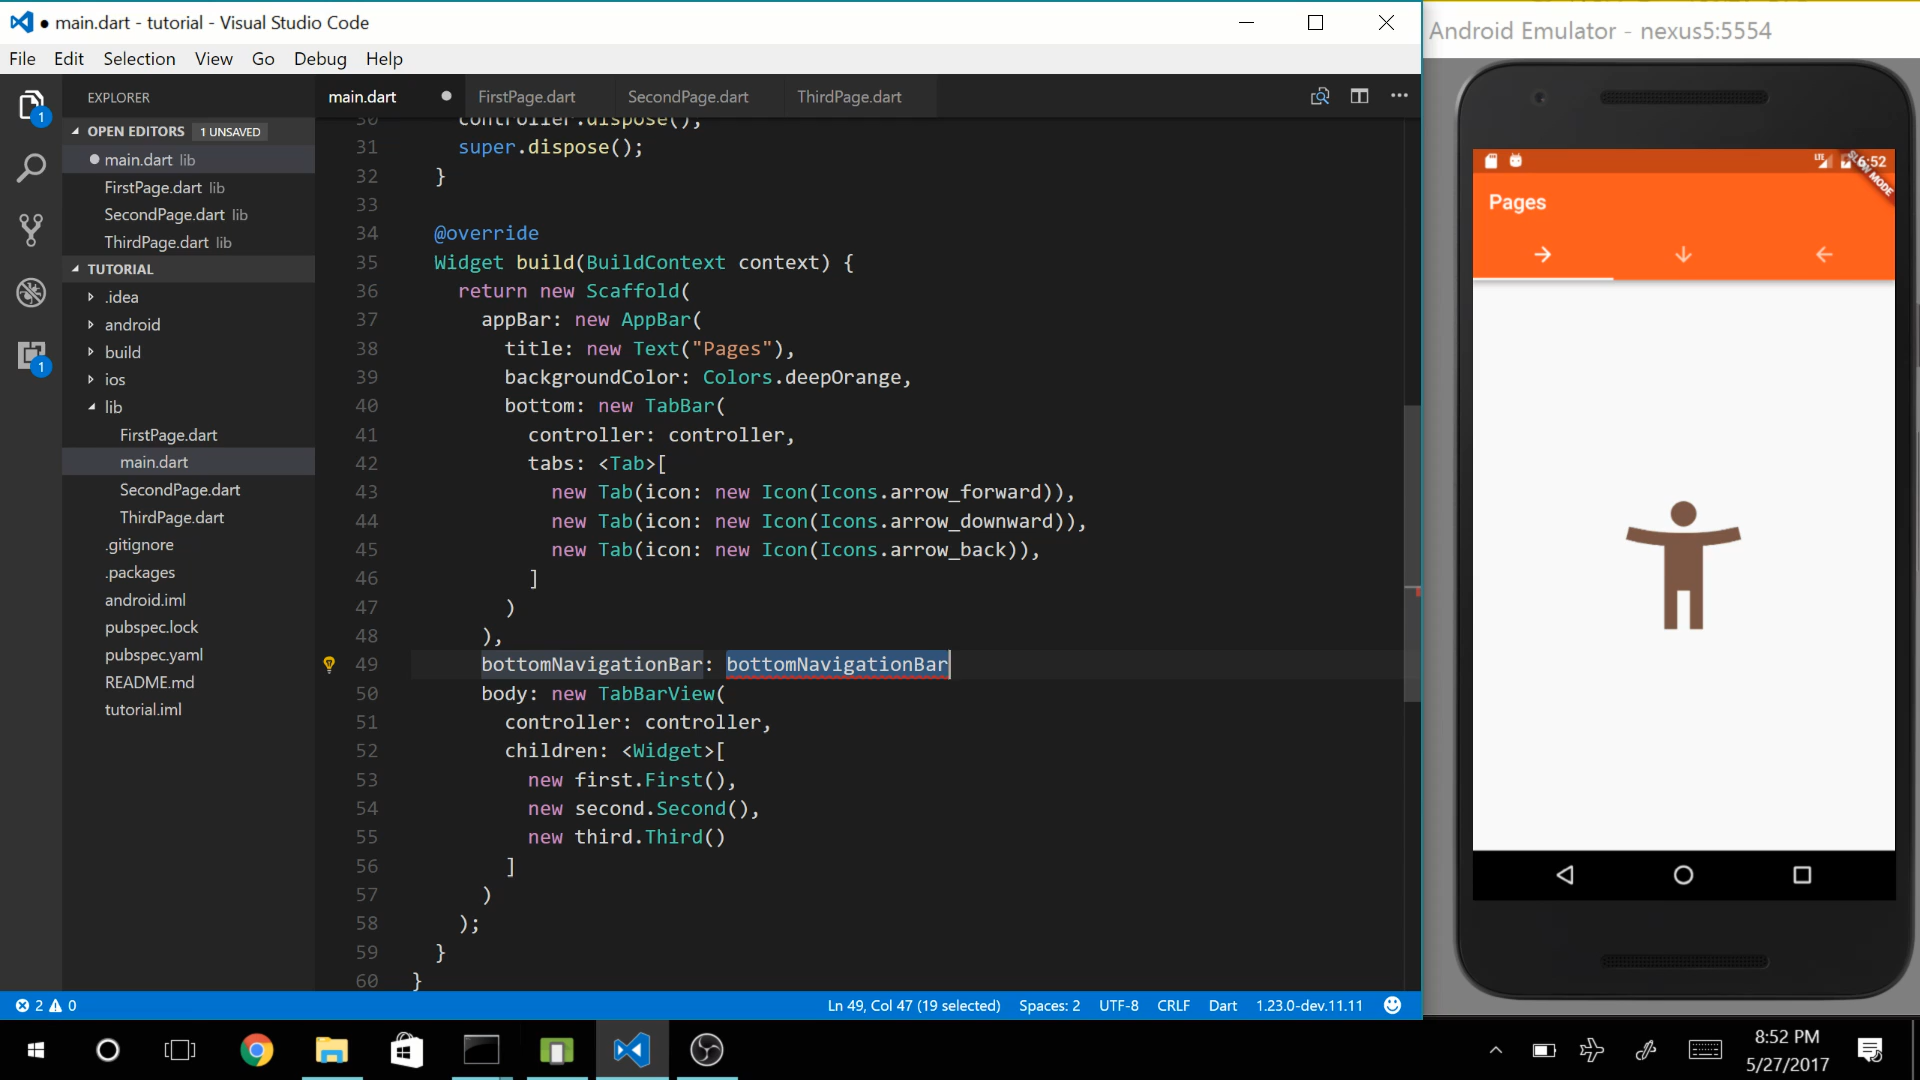 ● main.dart - tutorial - Visual Studio Code
File Edit Selection View Go Debug Help
EXPLORER
OPEN EDITORS 1 UNSAVED
main.dart lib
FirstPage.dart lib
SecondPage.dart lib
ThirdPage.dart lib
TUTORIAL
.idea
android
build
ios
lib
FirstPage.dart
main.dart
SecondPage.dart
ThirdPage.dart
.gitignore
.packages
android.iml
pubspec.lock
pubspec.yaml
README.md
tutorial.iml
1
1
main.dart FirstPage.dart SecondPage.dart ThirdPage.dart
30 controller.dispose();
31 super.dispose();
32 }
33
34 @override
35 Widget build(BuildContext context) {
36 return new Scaffold(
37 appBar: new AppBar(
38 title: new Text("Pages"),
39 backgroundColor: Colors.deepOrange,
40 bottom: new TabBar(
41 controller: controller,
42 tabs: <Tab>[
43 new Tab(icon: new Icon(Icons.arrow_forward)),
44 new Tab(icon: new Icon(Icons.arrow_downward)),
45 new Tab(icon: new Icon(Icons.arrow_back)),
46 ]
47 )
48 ),
49 bottomNavigationBar: bottomNavigationBar
50 body: new TabBarView(
51 controller: controller,
52 children: <Widget>[
53 new first.First(),
54 new second.Second(),
55 new third.Third()
56 ]
57 )
58 );
59 }
60 }
2 0
Ln 49, Col 47 (19 selected) Spaces: 2 UTF-8 CRLF Dart 1.23.0-dev.11.11
Android Emulator - nexus5:5554
LTE 6:52
SLOW MODE
Pages
8:52 PM
5/27/2017